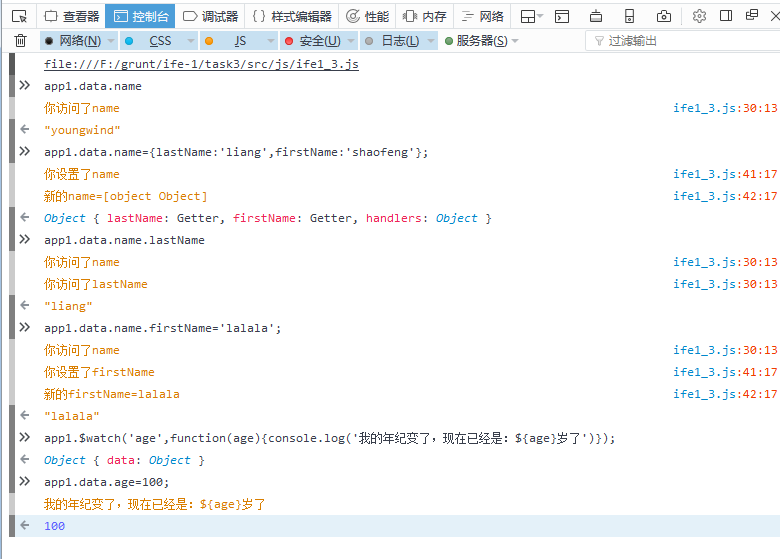 查看器 控制台 调试器 { } 样式编辑器 性能 内存 网络
网络(N) CSS JS 安全(U) 日志(L) 服务器(S) 过滤输出
file:///F:/grunt/ife-1/task3/src/js/ife1_3.js
app1.data.name
你访问了name ife1_3.js:30:13
"youngwind"
app1.data.name={lastName:'liang',firstName:'shaofeng'};
你设置了name ife1_3.js:41:17
新的name=[object Object] ife1_3.js:42:17
Object { lastName: Getter, firstName: Getter, handlers: Object }
app1.data.name.lastName
你访问了name ife1_3.js:30:13
你访问了lastName ife1_3.js:30:13
"liang"
app1.data.name.firstName='lalala';
你访问了name ife1_3.js:30:13
你设置了firstName ife1_3.js:41:17
新的firstName=lalala ife1_3.js:42:17
"lalala"
app1.$watch('age',function(age){console.log('我的年纪变了，现在已经是：${age}岁了')});
Object { data: Object }
app1.data.age=100;
我的年纪变了，现在已经是：${age}岁了
100